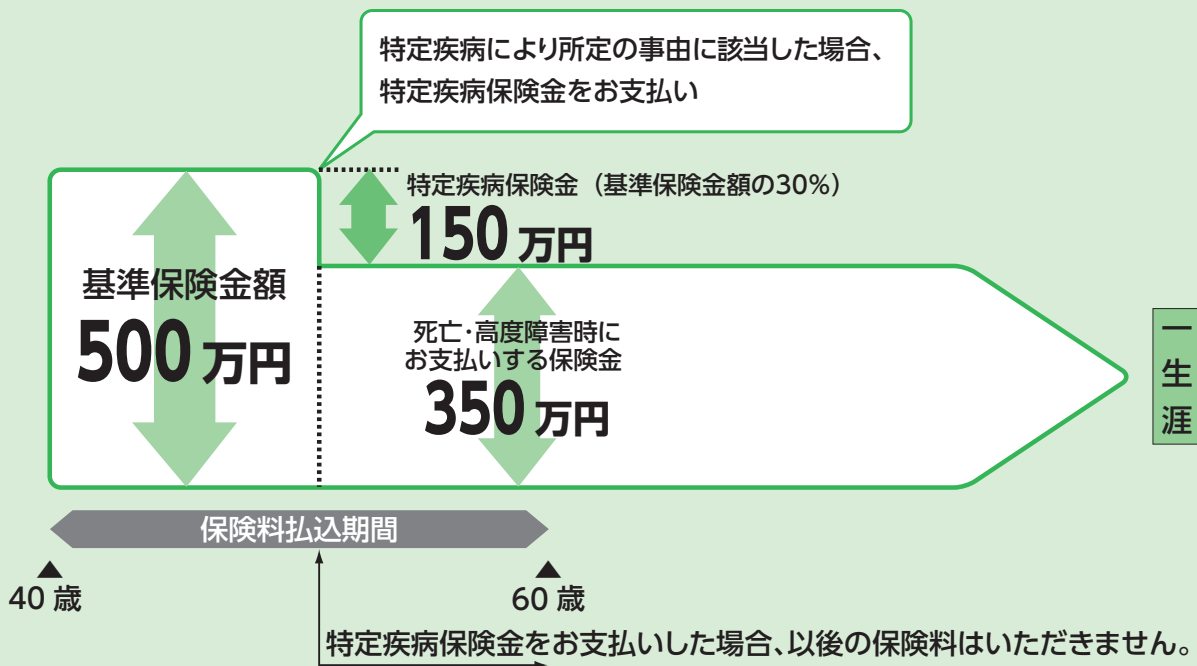 特定疾病により所定の事由に該当した場合、
特定疾病保険金をお支払い
特定疾病保険金（基準保険金額の30%）
150万円
基準保険金額
500万円
死亡・高度障害時に
お支払いする保険金
350万円
一生涯
保険料払込期間
40歳
60歳
特定疾病保険金をお支払いした場合、以後の保険料はいただきません。